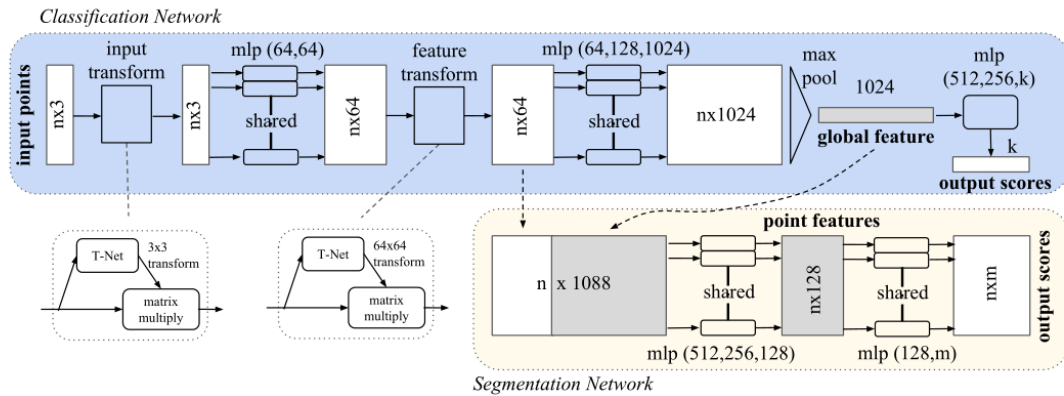 Classification Network
input points
nx3
input
transform
nx3
mlp (64,64)
shared
nx64
feature
transform
nx64
mlp (64,128,1024)
shared
nx1024
max
pool
1024
global feature
mlp
(512,256,k)
k
output scores
T-Net
3x3
transform
matrix
multiply
T-Net
64x64
transform
matrix
multiply
point features
n x 1088
shared
mlp (512,256,128)
nx128
shared
mlp (128,m)
nxm
output scores
Segmentation Network